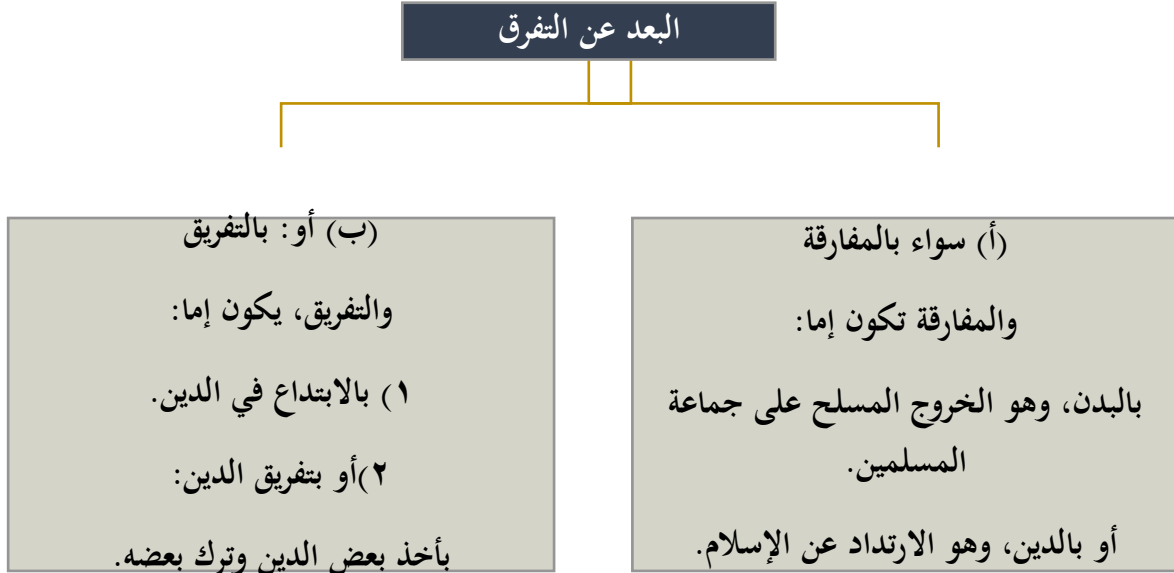 البعد عن التفرق
(أ) سواء بالمفارقة
والمفارقة تكون إما:
بالبدن، وهو الخروج المسلح على جماعة
المسلمين.
أو بالدين، وهو الارتداد عن الإسلام.
(ب) أو: بالتفريق
والتفريق، يكون إما:
١) بالابتداع في الدين.
٢)أو بتفريق الدين:
بأخذ بعض الدين وترك بعضه.